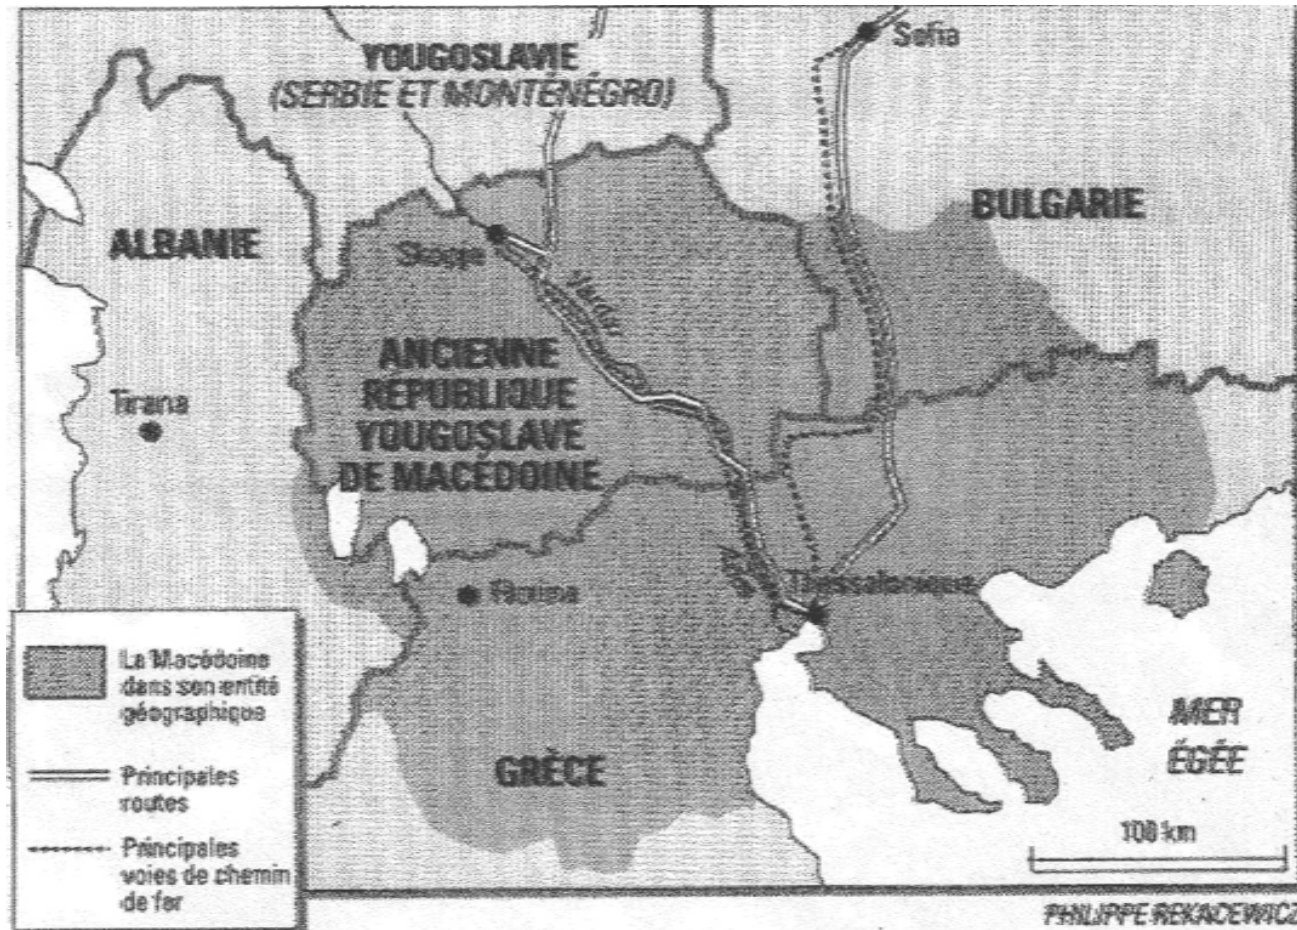 Sofia
YOUGOSLAVIE
(SERBIE ET MONTÉNÉGRO)
BULGARIE
ALBANIE
Skopje
Vardar
ANCIENNE
RÉPUBLIQUE
YOUGOSLAVE
DE MACÉDOINE
Tirana
Florina
Thessalonique
La Macédoine
dans son entité
géographique
MER
ÉGÉE
GRÈCE
Principales
routes
100 km
Principales
voies de chemin
de fer
PHILIPPE REKACEWICZ